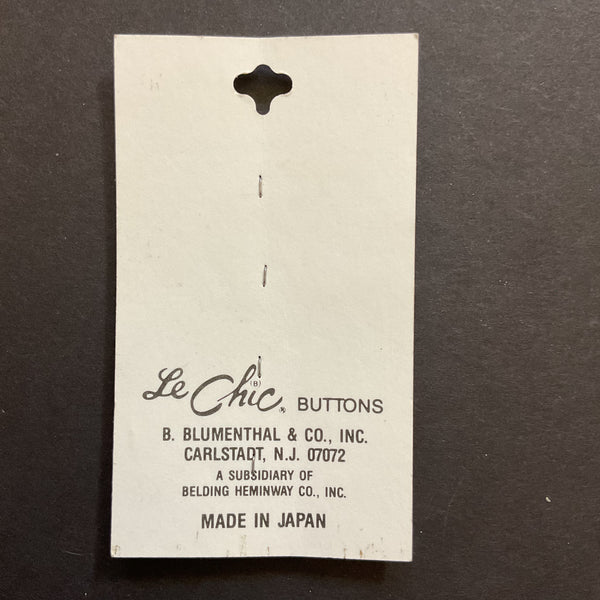 Le Chic (B) ® BUTTONS
B. BLUMENTHAL & CO., INC.
CARLSTADT, N.J. 07072
A SUBSIDIARY OF
BELDING HEMINWAY CO., INC.
MADE IN JAPAN